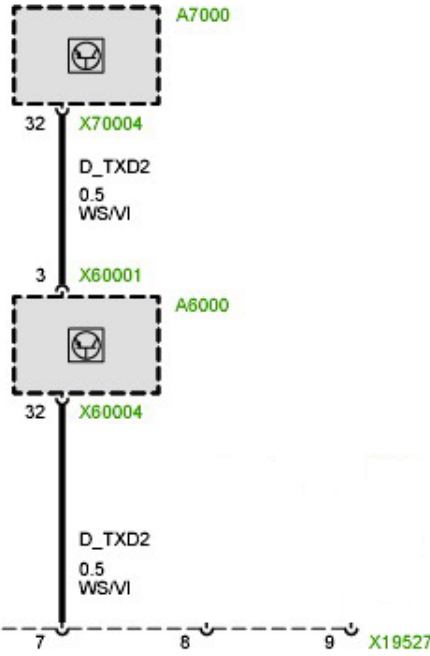 A7000
32 X70004
D_TXD2
0.5
WS/VI
3 X60001
A6000
32 X60004
D_TXD2
0.5
WS/VI
7 8 9 X19527